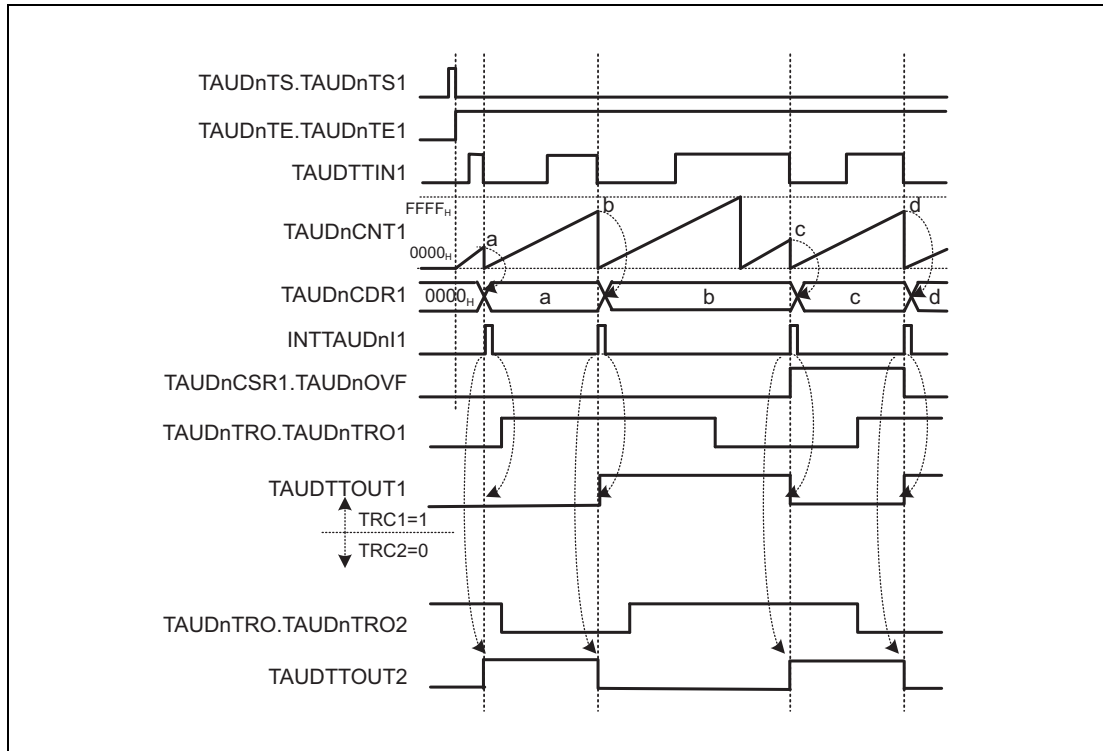 TAUDnTS.TAUDnTS1
TAUDnTE.TAUDnTE1
TAUDTTIN1
FFFFH
TAUDnCNT1
0000H
a
b
c
d
TAUDnCDR1
0000H
a
b
c
d
INTTAUDnI1
TAUDnCSR1.TAUDnOVF
TAUDnTRO.TAUDnTRO1
TAUDTTOUT1
TRC1=1
TRC2=0
TAUDnTRO.TAUDnTRO2
TAUDTTOUT2